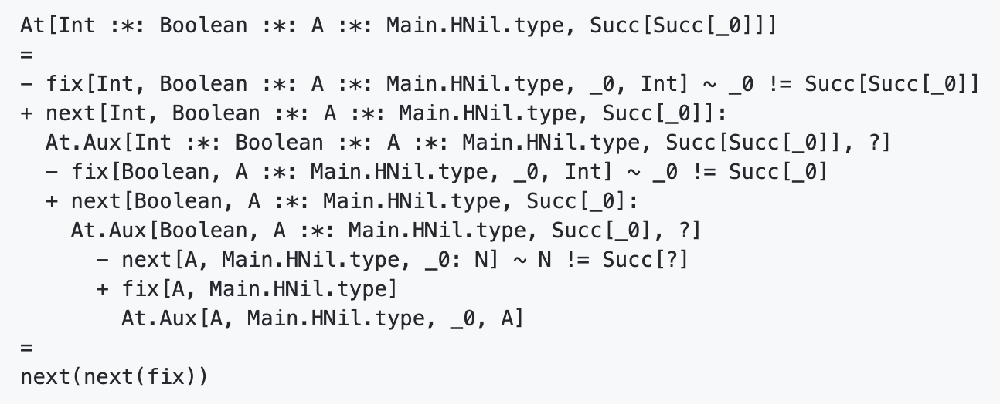 At[Int :*: Boolean :*: A :*: Main.HNil.type, Succ[Succ[_0]]]
=
- fix[Int, Boolean :*: A :*: Main.HNil.type, _0, Int] ~ _0 != Succ[Succ[_0]]
+ next[Int, Boolean :*: A :*: Main.HNil.type, Succ[_0]]:
  At.Aux[Int :*: Boolean :*: A :*: Main.HNil.type, Succ[Succ[_0]], ?]
  - fix[Boolean, A :*: Main.HNil.type, _0, Int] ~ _0 != Succ[_0]
  + next[Boolean, A :*: Main.HNil.type, Succ[_0]:
    At.Aux[Boolean, A :*: Main.HNil.type, Succ[_0], ?]
      - next[A, Main.HNil.type, _0: N] ~ N != Succ[?]
      + fix[A, Main.HNil.type]
        At.Aux[A, Main.HNil.type, _0, A]
=
next(next(fix))